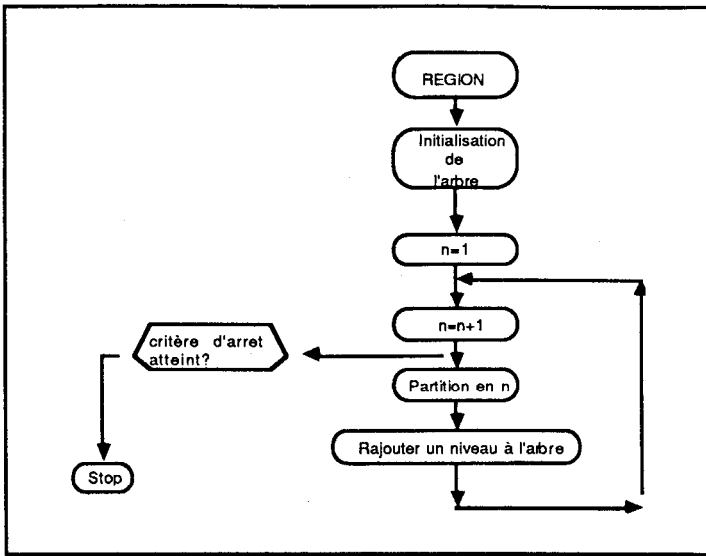 REGION
Initialisation
de
l'arbre
n=1
n=n+1
critère d'arret
atteint?
Partition en n
Rajouter un niveau à l'arbre
Stop